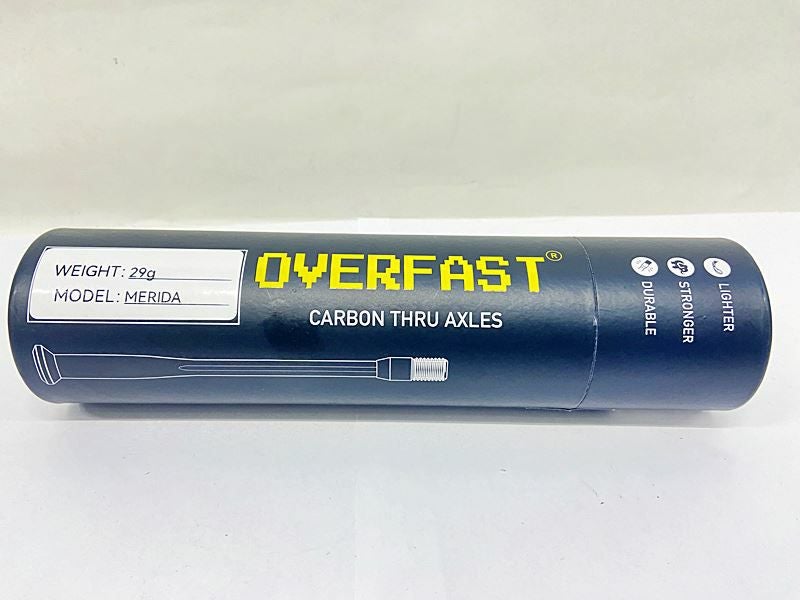 WEIGHT: 29g
MODEL: MERIDA
OVERFAST®
CARBON THRU AXLES
LIGHTER
STRONGER
DURABLE